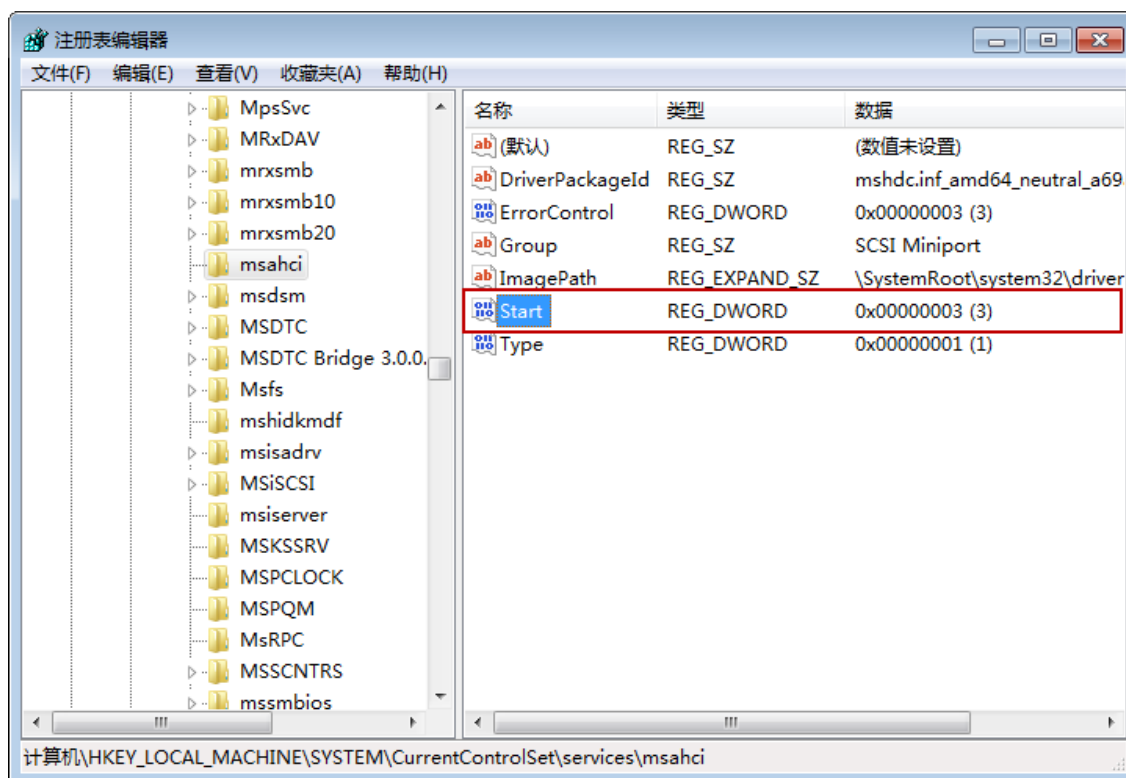 注册表编辑器
文件(F) 编辑(E) 查看(V) 收藏夹(A) 帮助(H)
MpsSvc
MRxDAV
mrxsmb
mrxsmb10
mrxsmb20
msahci
msdsm
MSDTC
MSDTC Bridge 3.0.0.
Msfs
mshidkmdf
msisadrv
MSiSCSI
msiserver
MSKSSRV
MSPCLOCK
MSPQM
MsRPC
MSSCNTRS
mssmbios
名称 类型 数据
(默认) REG_SZ (数值未设置)
DriverPackageId REG_SZ mshdc.inf_amd64_neutral_a69
ErrorControl REG_DWORD 0x00000003 (3)
Group REG_SZ SCSI Miniport
ImagePath REG_EXPAND_SZ \SystemRoot\system32\driver
Start REG_DWORD 0x00000003 (3)
Type REG_DWORD 0x00000001 (1)
计算机\HKEY_LOCAL_MACHINE\SYSTEM\CurrentControlSet\services\msahci